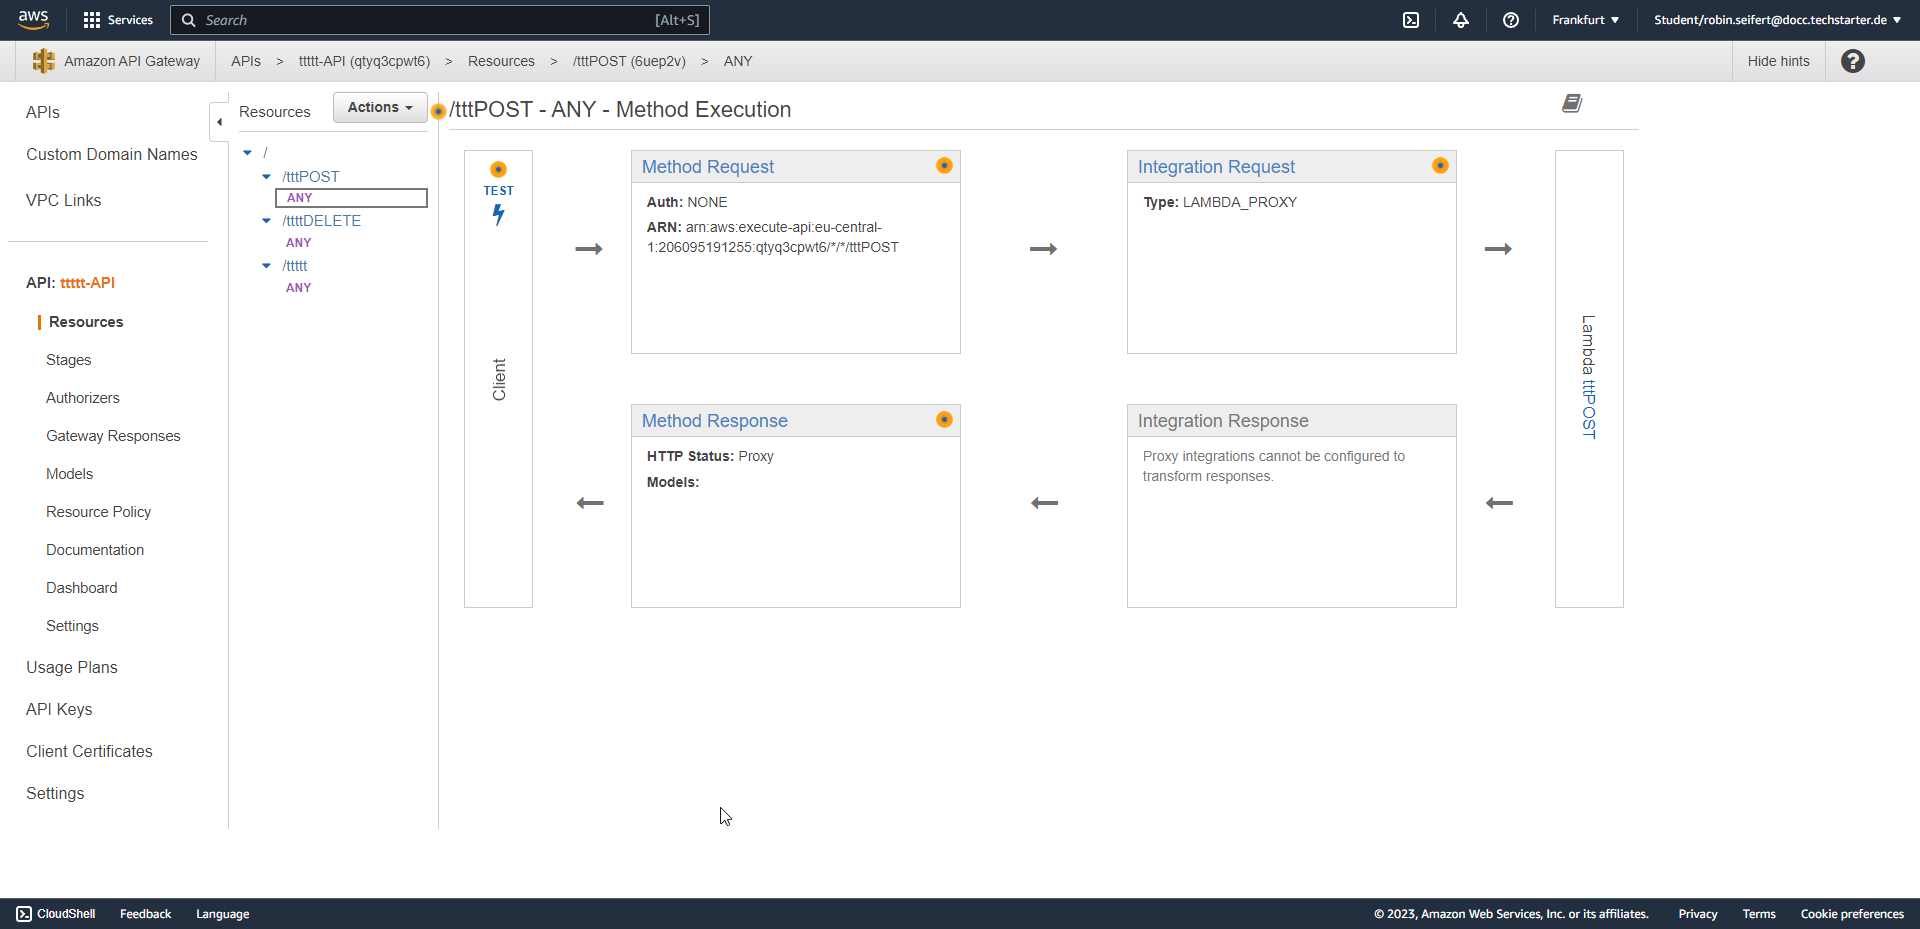 aws
Services
Search
[Alt+S]
Frankfurt
Student/robin.seifert@docc.techstarter.de
Amazon API Gateway
APIs > ttttt-API (qtyq3cpwt6) > Resources > /tttPOST (6uep2v) > ANY
Hide hints
APIs
Custom Domain Names
VPC Links
API: ttttt-API
Resources
Stages
Authorizers
Gateway Responses
Models
Resource Policy
Documentation
Dashboard
Settings
Usage Plans
API Keys
Client Certificates
Settings
Resources
Actions
/
/tttPOST
ANY
/ttttDELETE
ANY
/ttttt
ANY
/tttPOST - ANY - Method Execution
TEST
Client
Method Request
Auth: NONE
ARN: arn:aws:execute-api:eu-central-
1:206095191255:qtyq3cpwt6/*/*/tttPOST
Integration Request
Type: LAMBDA_PROXY
Lambda tttPOST
Method Response
HTTP Status: Proxy
Models:
Integration Response
Proxy integrations cannot be configured to
transform responses.
CloudShell
Feedback
Language
© 2023, Amazon Web Services, Inc. or its affiliates.
Privacy
Terms
Cookie preferences